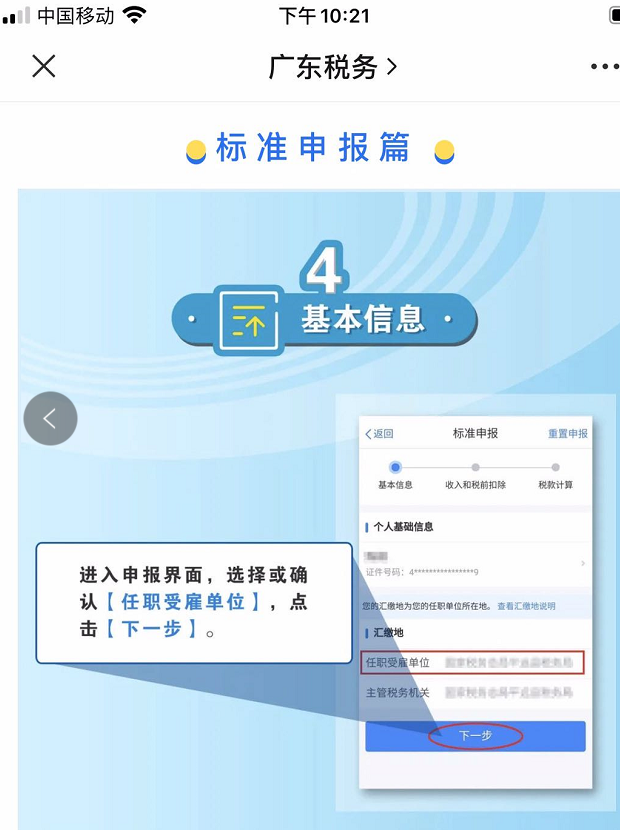 中国移动
下午10:21
广东税务
标准申报篇
4
基本信息
返回
标准申报
重置申报
基本信息
收入和税前扣除
税款计算
个人基础信息
证件号码：4***************9
您的汇缴地为您的任职单位所在地。 查看汇缴地说明
汇缴地
任职受雇单位
主管税务机关
下一步
进入申报界面，选择或确
认【任职受雇单位】，点
击【下一步】。